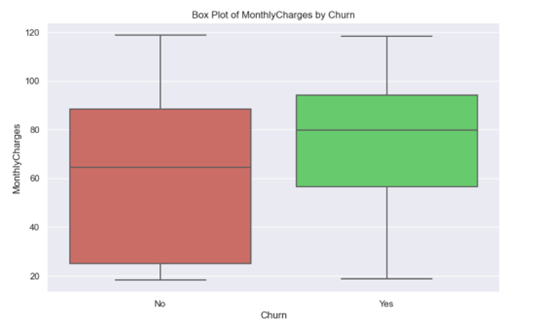 Box Plot of MonthlyCharges by Churn
120
100
80
60
40
20
MonthlyCharges
No
Yes
Churn